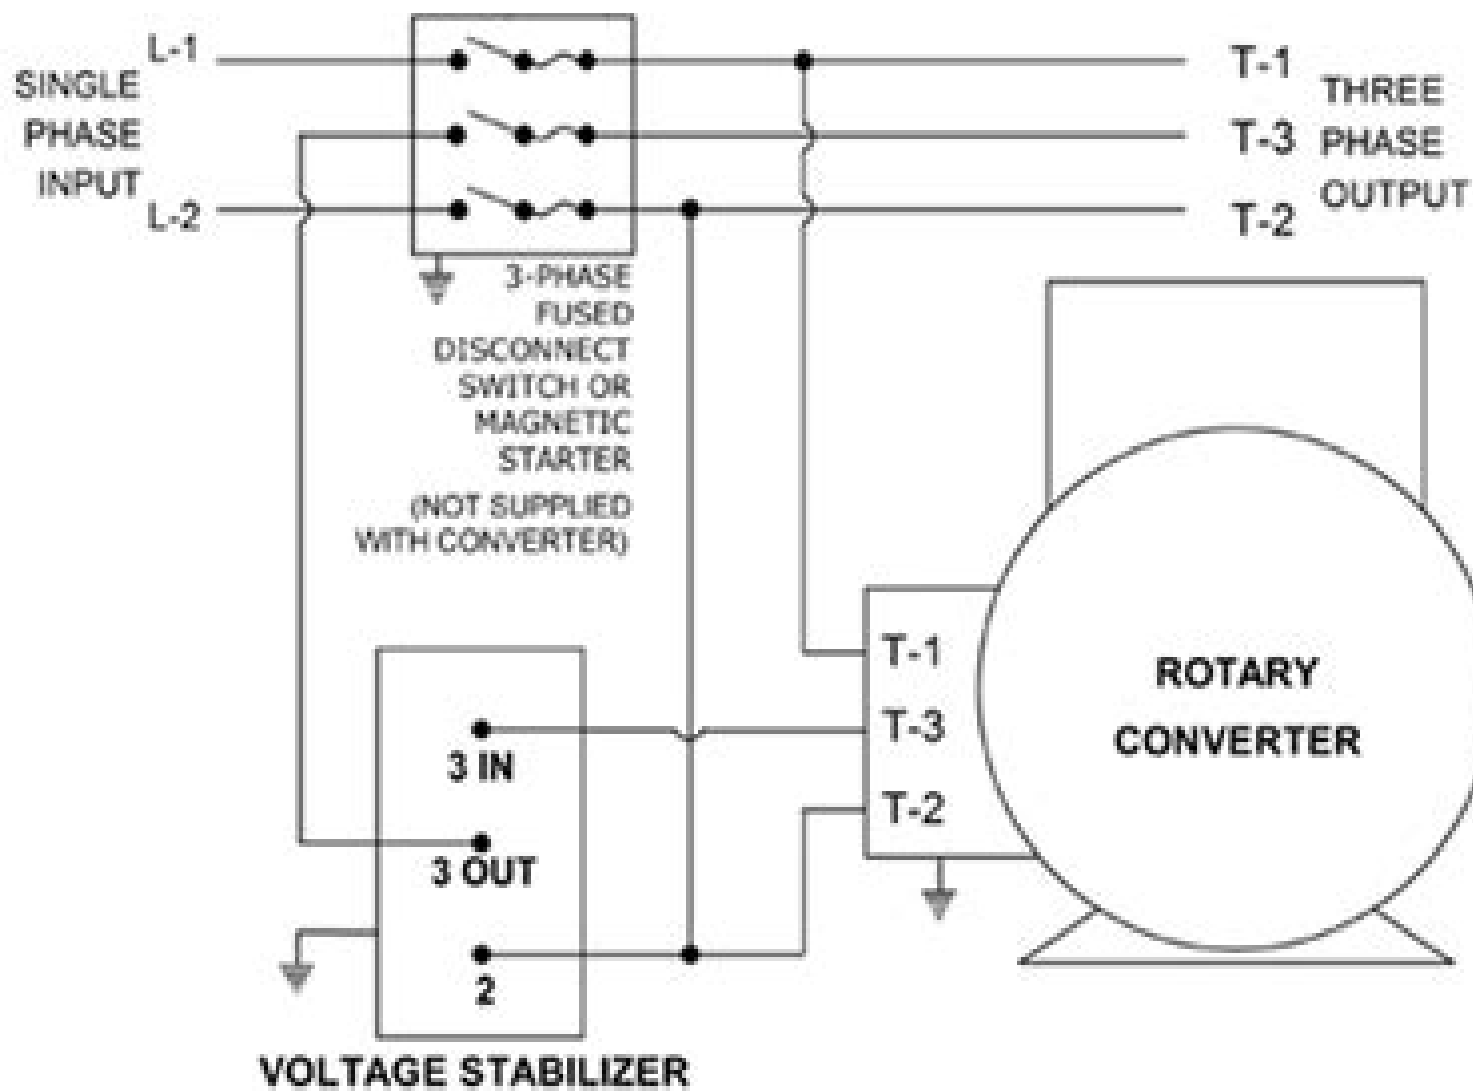 L-1
SINGLE
PHASE
INPUT
L-2
3-PHASE
FUSED
DISCONNECT
SWITCH OR
MAGNETIC
STARTER
(NOT SUPPLIED
WITH CONVERTER)
T-1
T-3
T-2
THREE
PHASE
OUTPUT
3 IN
3 OUT
2
VOLTAGE STABILIZER
T-1
T-3
T-2
ROTARY
CONVERTER